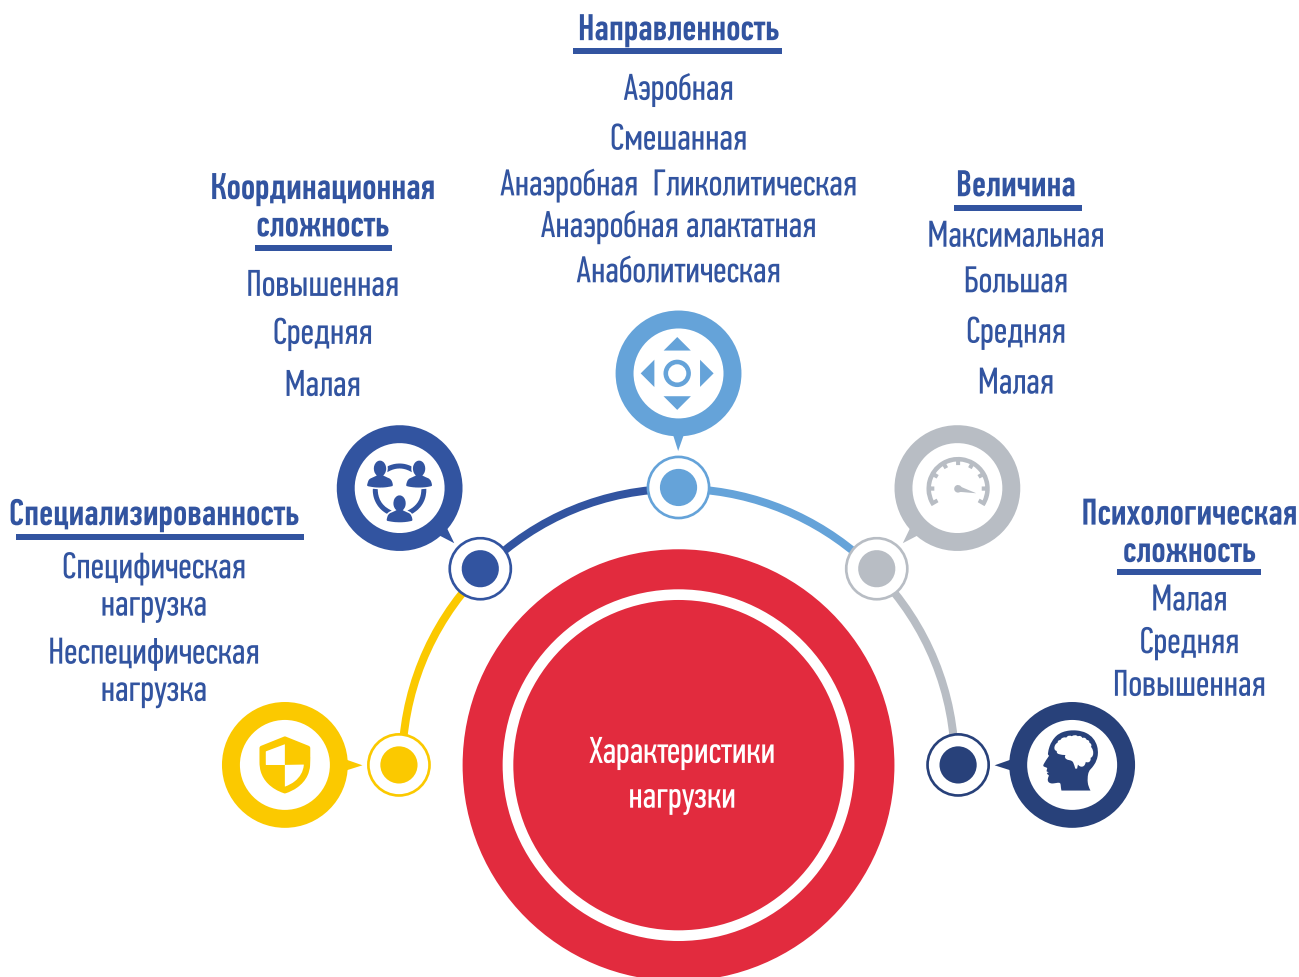 Направленность
Аэробная
Смешанная
Анаэробная Гликолитическая
Анаэробная алактатная
Анаболитическая
Координационная
сложность
Повышенная
Средняя
Малая
Величина
Максимальная
Большая
Средняя
Малая
Специализированность
Специфическая
нагрузка
Неспецифическая
нагрузка
Психологическая
сложность
Малая
Средняя
Повышенная
Характеристики
нагрузки